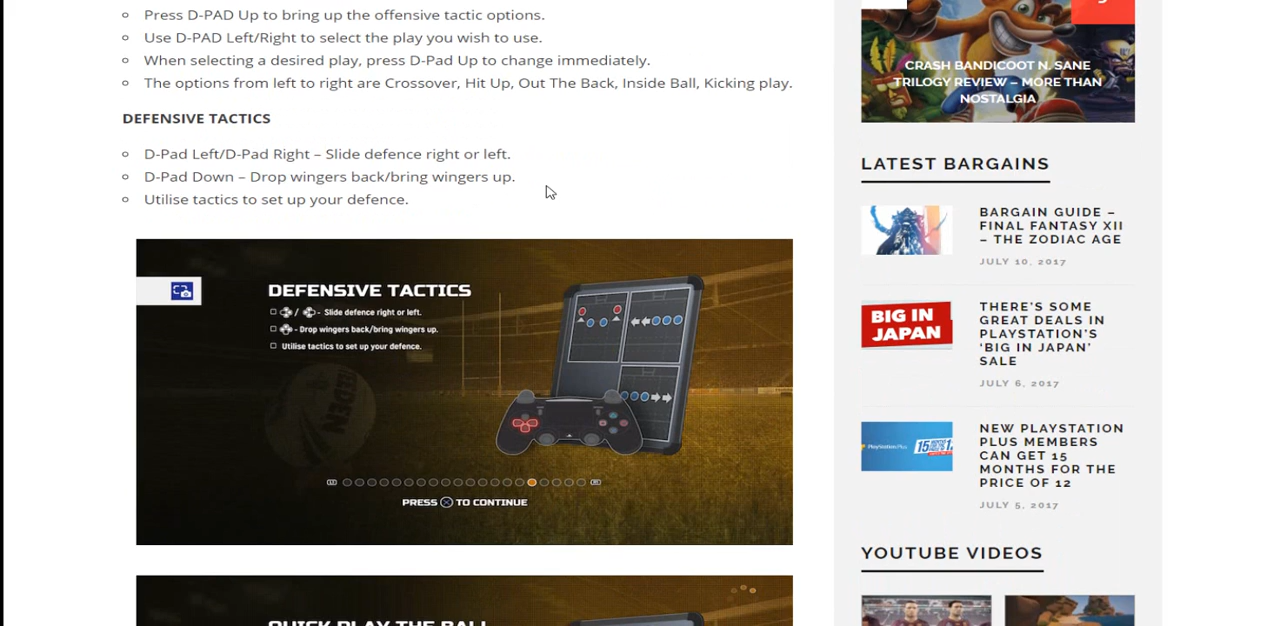 Press D-PAD Up to bring up the offensive tactic options.
Use D-PAD Left/Right to select the play you wish to use.
When selecting a desired play, press D-Pad Up to change immediately.
The options from left to right are Crossover, Hit Up, Out The Back, Inside Ball, Kicking play.
DEFENSIVE TACTICS
D-Pad Left/D-Pad Right – Slide defence right or left.
D-Pad Down – Drop wingers back/bring wingers up.
Utilise tactics to set up your defence.
DEFENSIVE TACTICS
/ - Slide defence right or left.
- Drop wingers back/bring wingers up.
Utilise tactics to set up your defence.
STEEDEN
PRESS TO CONTINUE
QUICK PLAY THE BALL
CRASH BANDICOOT N. SANE
TRILOGY REVIEW – MORE THAN
NOSTALGIA
LATEST BARGAINS
BARGAIN GUIDE –
FINAL FANTASY XII
– THE ZODIAC AGE
JULY 10, 2017
BIG IN
JAPAN
THERE'S SOME
GREAT DEALS IN
PLAYSTATION'S
'BIG IN JAPAN'
SALE
JULY 6, 2017
PlayStation Plus
NEW PLAYSTATION
PLUS MEMBERS
CAN GET 15
MONTHS FOR THE
PRICE OF 12
JULY 5, 2017
YOUTUBE VIDEOS